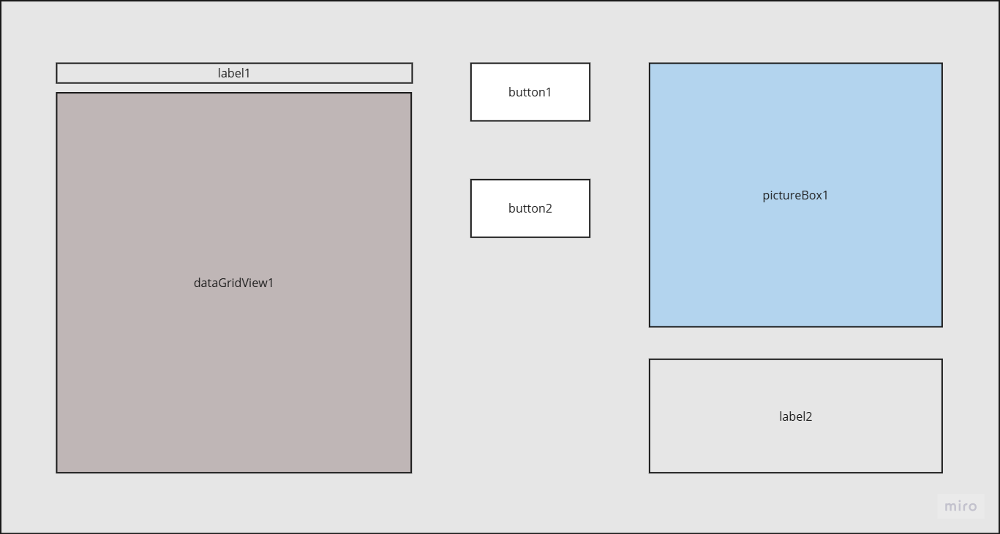 label1
button1
dataGridView1
button2
pictureBox1
label2
miro